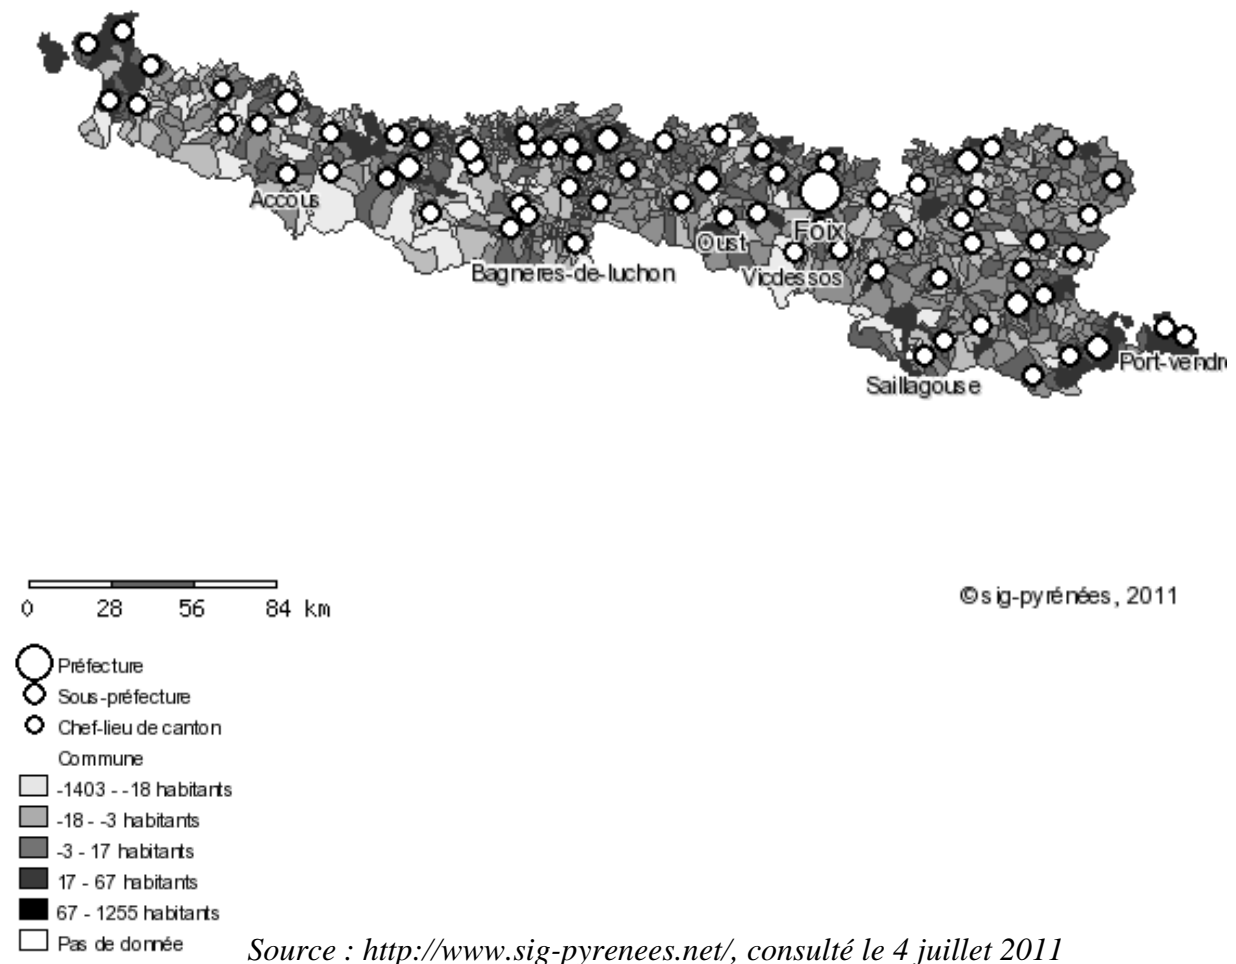 Accous
Foix
Oust
Bagneres-de-luchon
Vicdessos
Port-vendr
Saillagouse
0 28 56 84 km
©sig-pyrénées, 2011
Préfecture
Sous-préfecture
Chef-lieu de canton
Commune
-1403 - -18 habitants
-18 - -3 habitants
-3 - 17 habitants
17 - 67 habitants
67 - 1255 habitants
Pas de donnée
Source : http://www.sig-pyrenees.net/, consulté le 4 juillet 2011